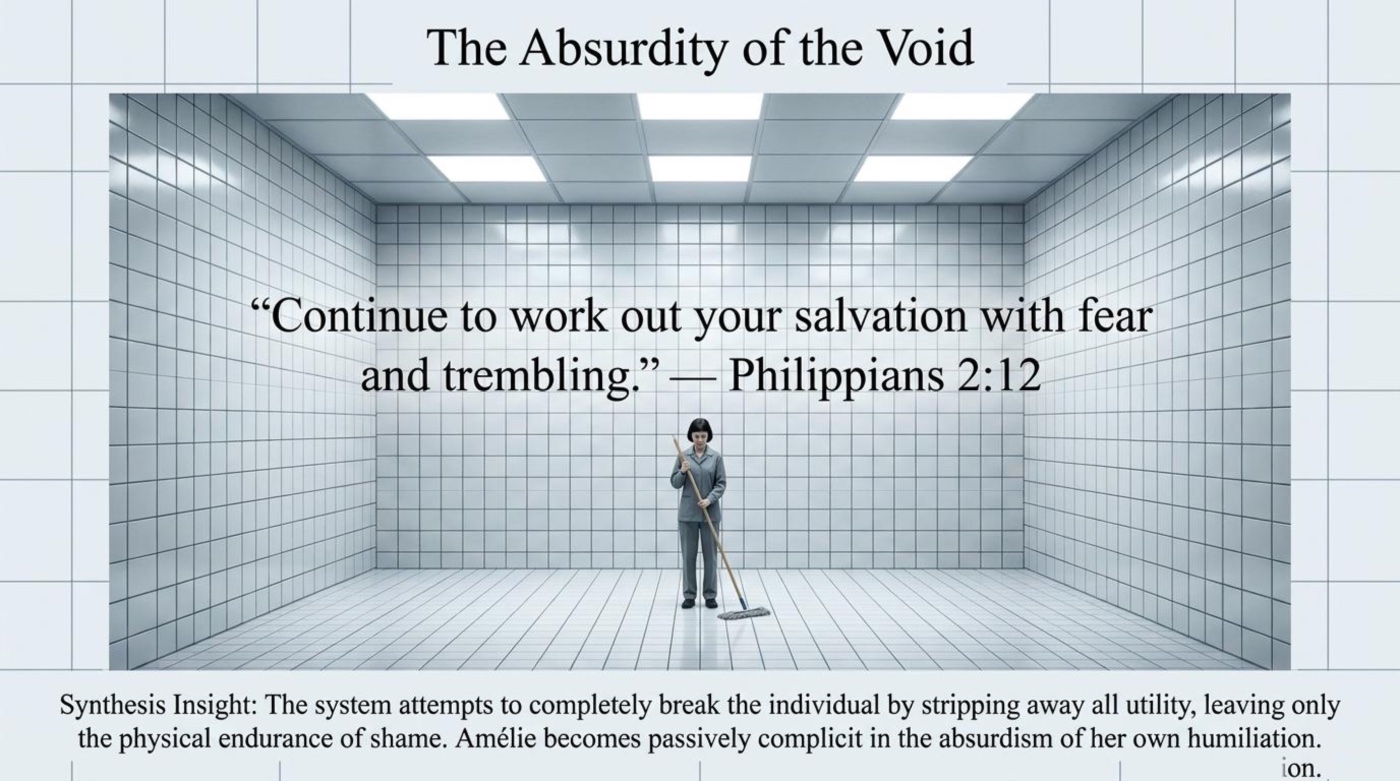 The Absurdity of the Void
“Continue to work out your salvation with fear
and trembling.” — Philippians 2:12
Synthesis Insight: The system attempts to completely break the individual by stripping away all utility, leaving only
the physical endurance of shame. Amélie becomes passively complicit in the absurdism of her own humiliation.
ion.